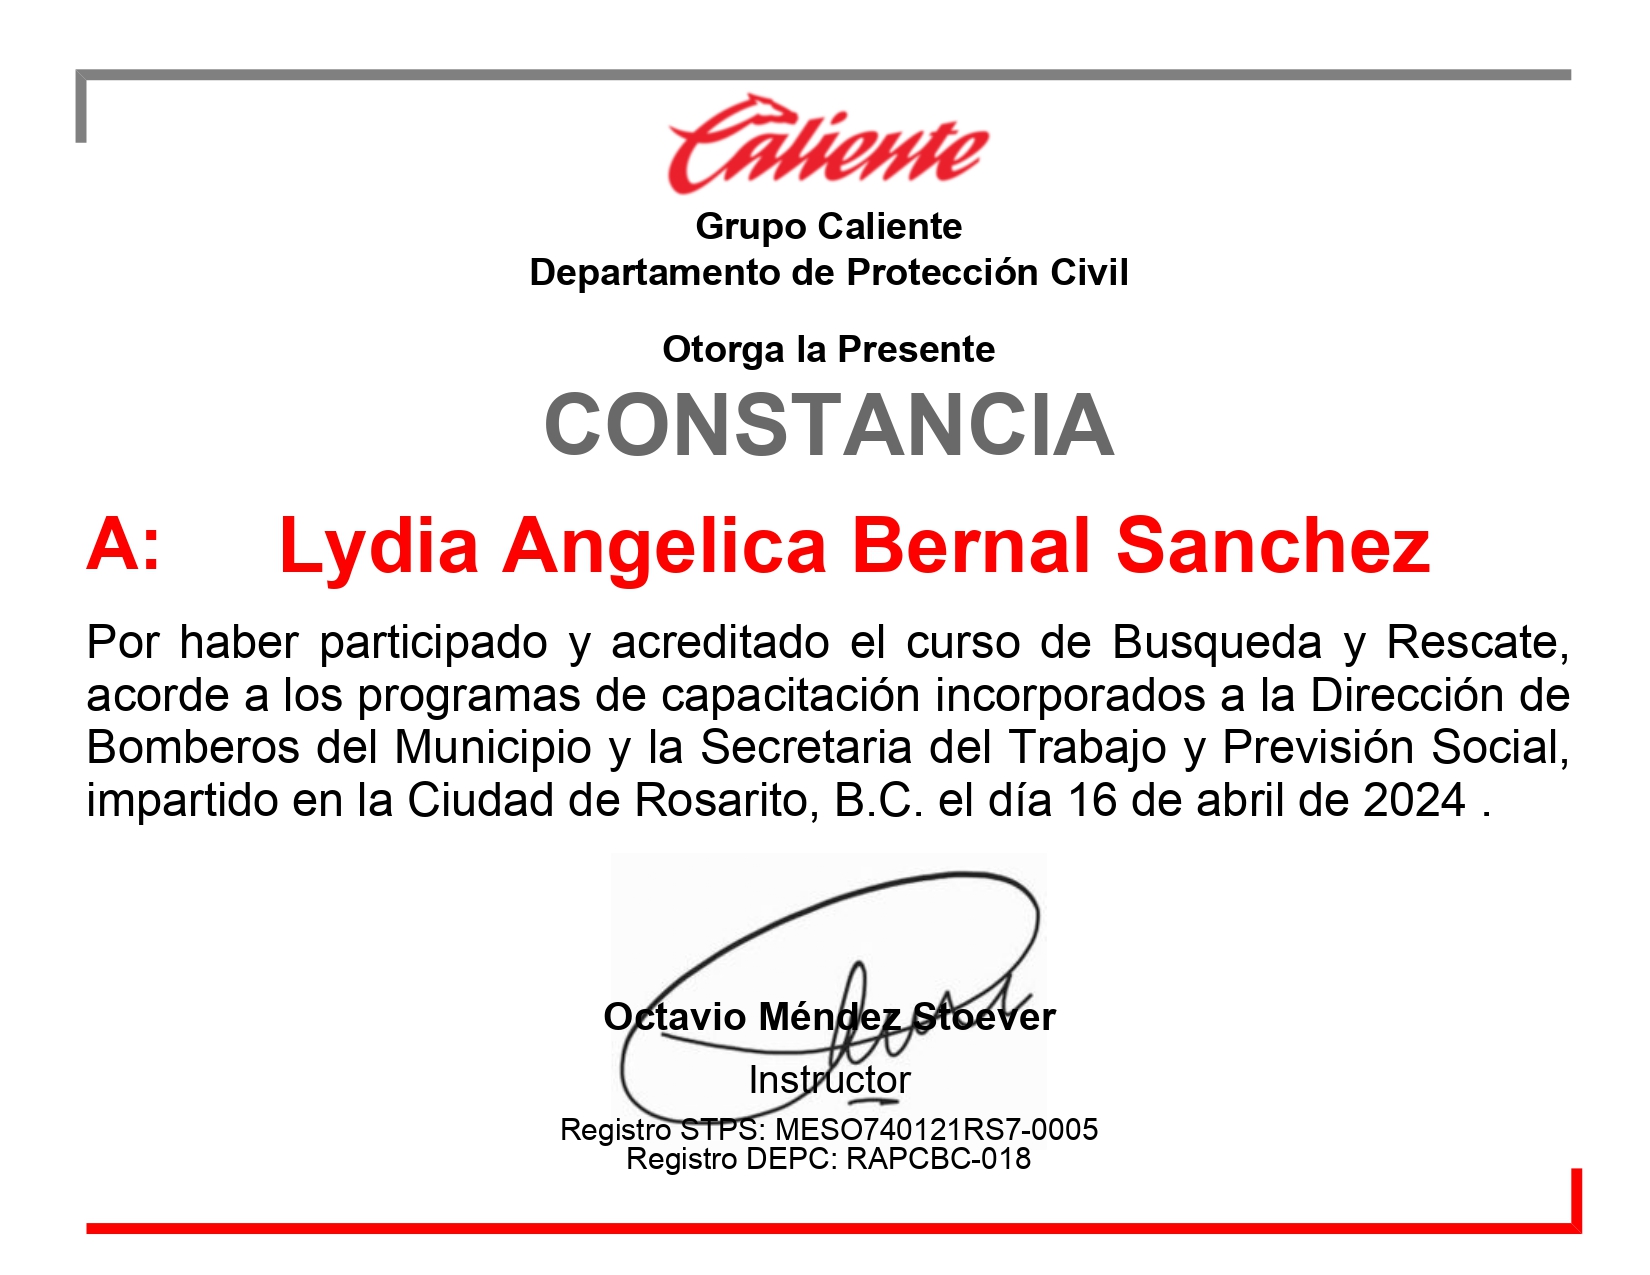 Caliente
Grupo Caliente
Departamento de Protección Civil
Otorga la Presente
CONSTANCIA
A: Lydia Angelica Bernal Sanchez
Por haber participado y acreditado el curso de Busqueda y Rescate,
acorde a los programas de capacitación incorporados a la Dirección de
Bomberos del Municipio y la Secretaria del Trabajo y Previsión Social,
impartido en la Ciudad de Rosarito, B.C. el día 16 de abril de 2024 .
Octavio Méndez Stoever
Instructor
Registro STPS: MESO740121RS7-0005
Registro DEPC: RAPCBC-018